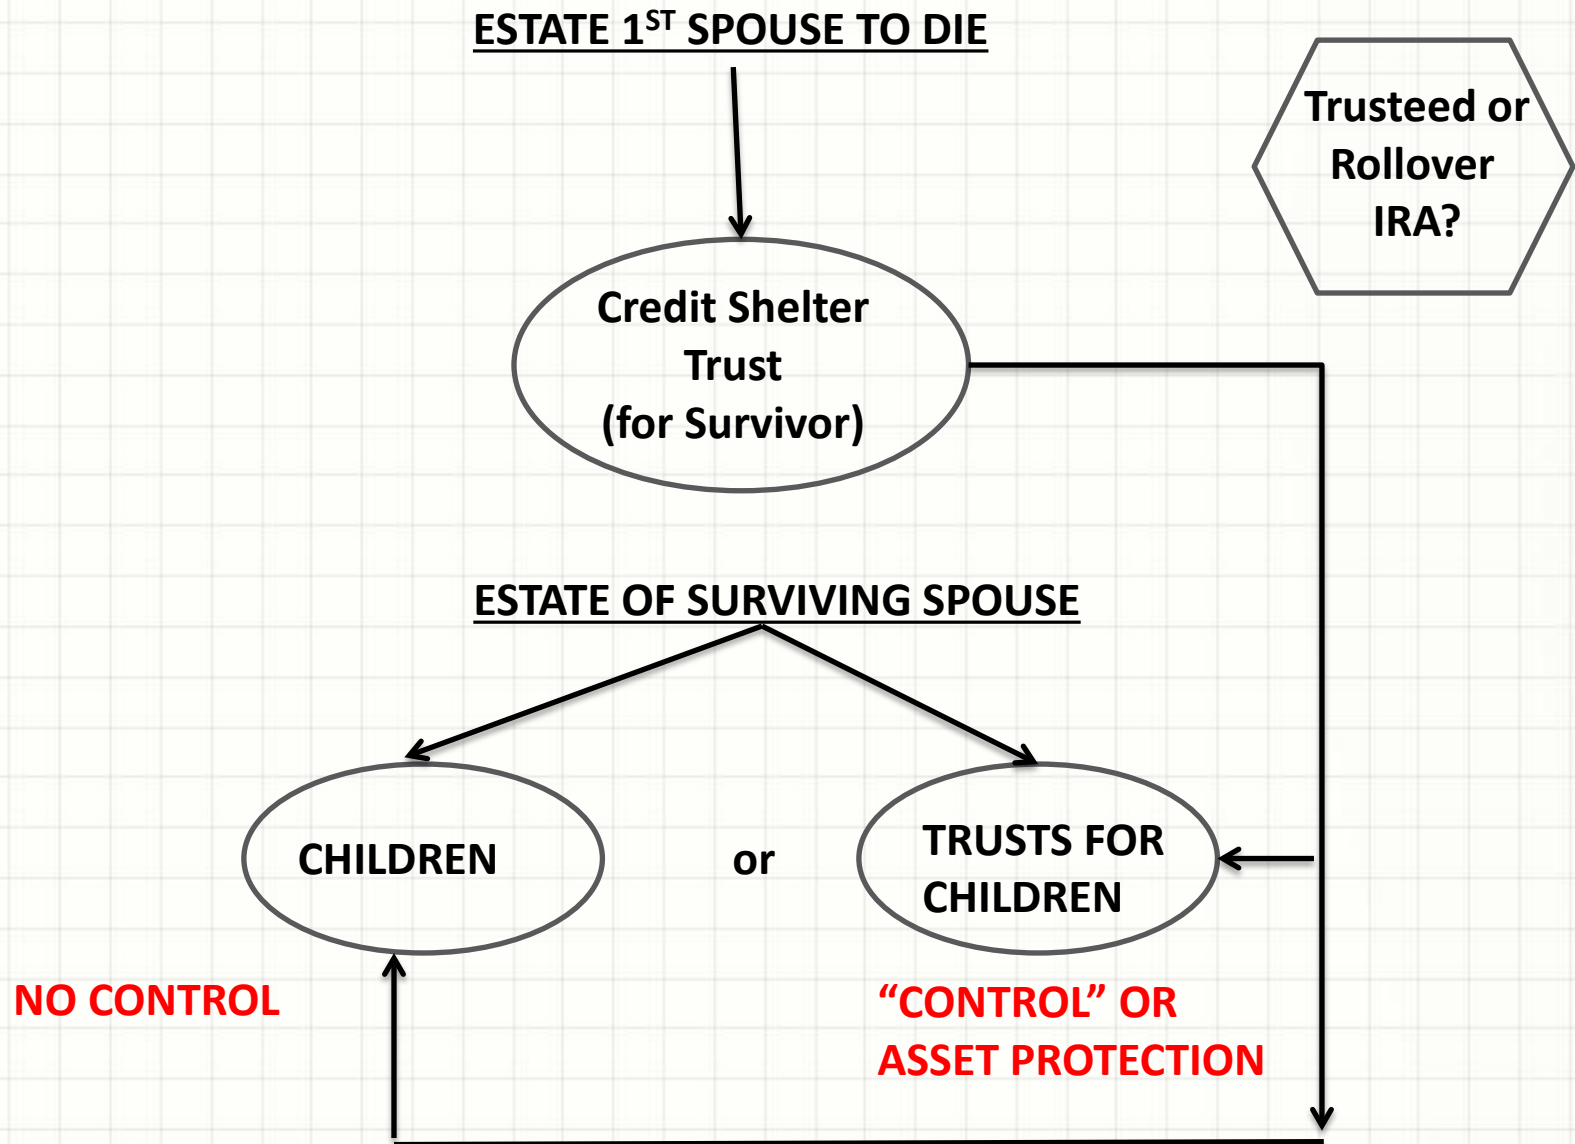 ESTATE 1ST SPOUSE TO DIE
Trusteed or
Rollover
IRA?
Credit Shelter
Trust
(for Survivor)
ESTATE OF SURVIVING SPOUSE
CHILDREN
or
TRUSTS FOR
CHILDREN
NO CONTROL
“CONTROL” OR
ASSET PROTECTION